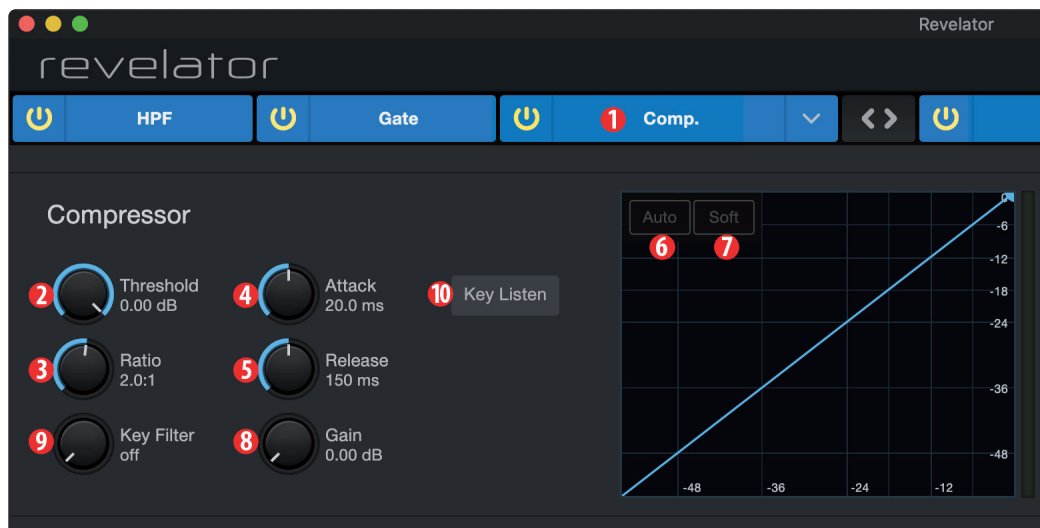 Revelator
revelator
HPF
Gate
1 Comp.
Compressor
Auto
Soft
6
7
2 Threshold
0.00 dB
4 Attack
20.0 ms
10 Key Listen
3 Ratio
2.0:1
5 Release
150 ms
9 Key Filter
off
8 Gain
0.00 dB
0
-6
-12
-18
-24
-36
-48
-48
-36
-24
-12